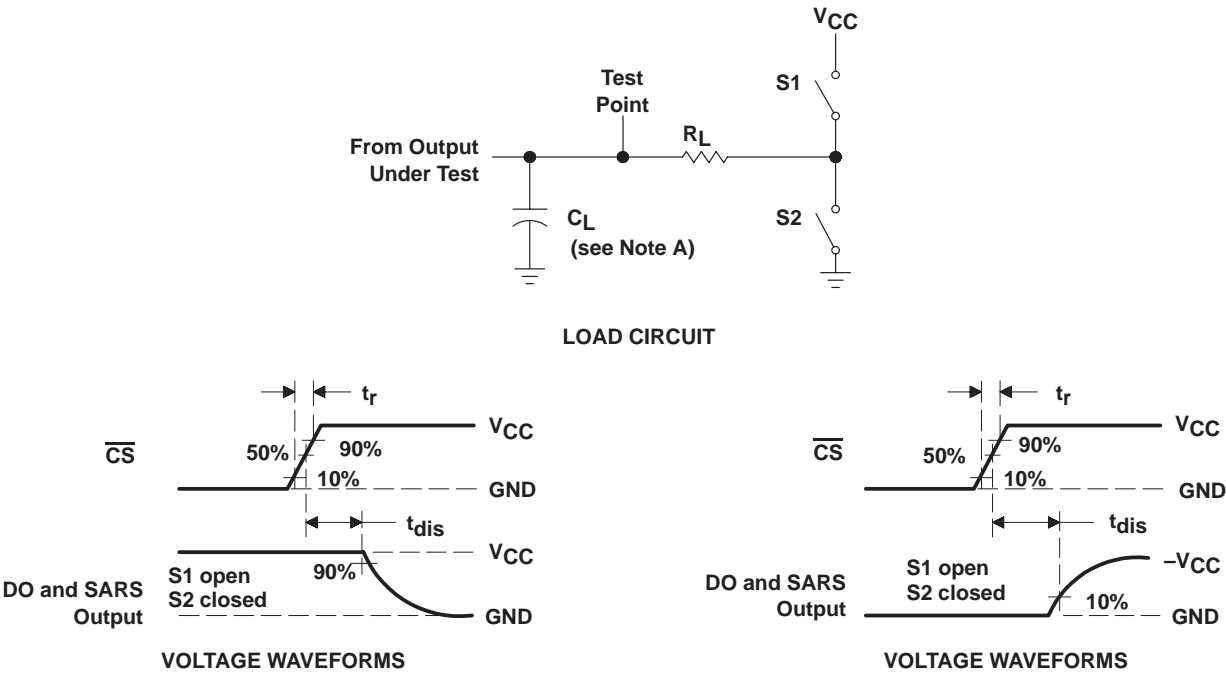 VCC
S1
Test
Point
RL
From Output
Under Test
S2
CL
(see Note A)
LOAD CIRCUIT
tr
VCC
CS
50%
90%
10%
GND
tdis
VCC
90%
S1 open
S2 closed
DO and SARS
Output
GND
VOLTAGE WAVEFORMS
tr
VCC
CS
50%
90%
10%
GND
tdis
–VCC
S1 open
S2 closed
DO and SARS
Output
10%
GND
VOLTAGE WAVEFORMS